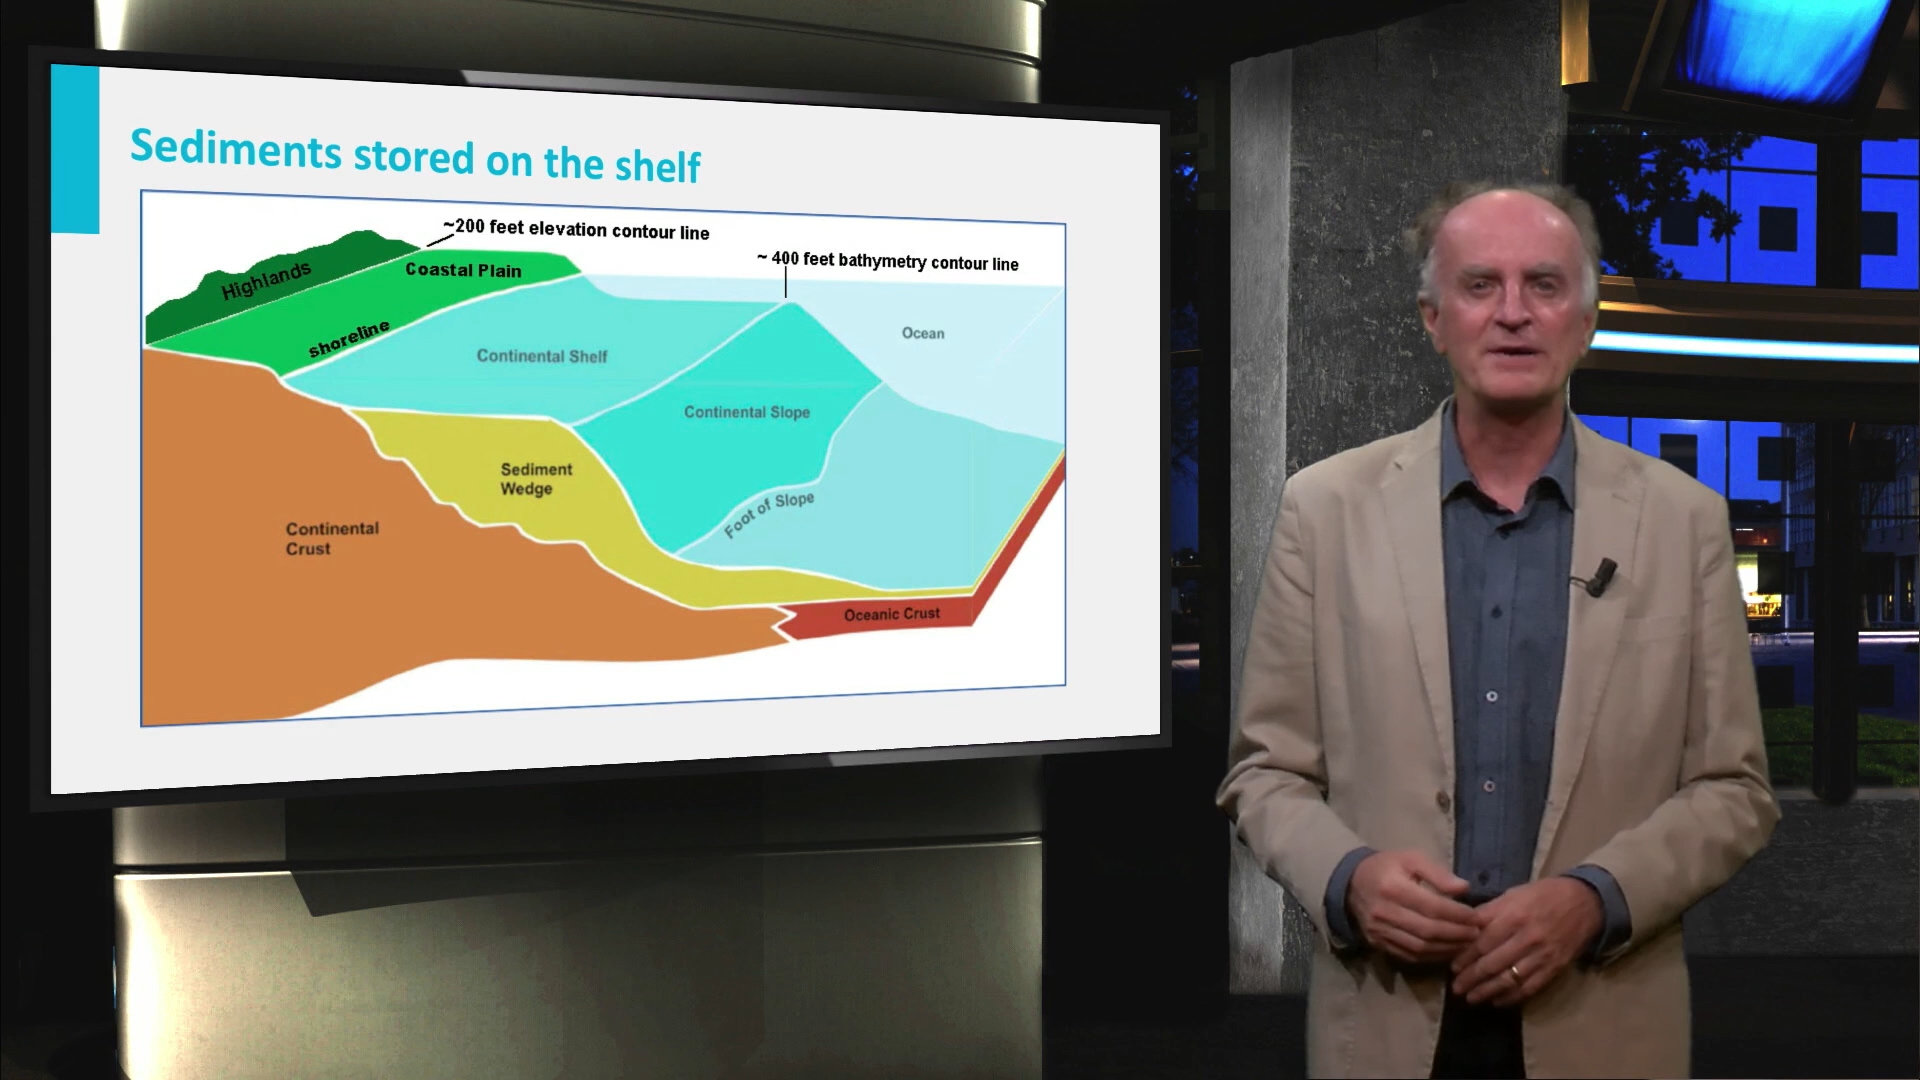 Sediments stored on the shelf
~200 feet elevation contour line
~ 400 feet bathymetry contour line
Highlands
Coastal Plain
shoreline
Ocean
Continental Shelf
Continental Slope
Sediment
Wedge
Foot of Slope
Continental
Crust
Oceanic Crust